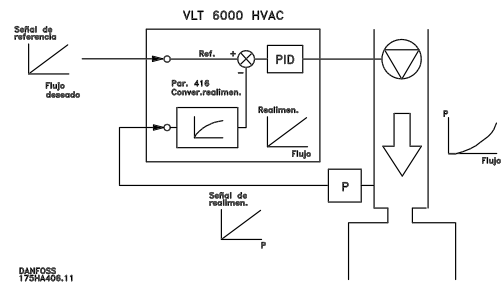 VLT 6000 HVAC
Señal de
referencia
Flujo
deseado
Ref.
+
-
PID
Par. 416
Conver.realimen.
Realimen.
Flujo
P
Flujo
P
Señal de
realimen.
P
DANFOSS
175HA406.11